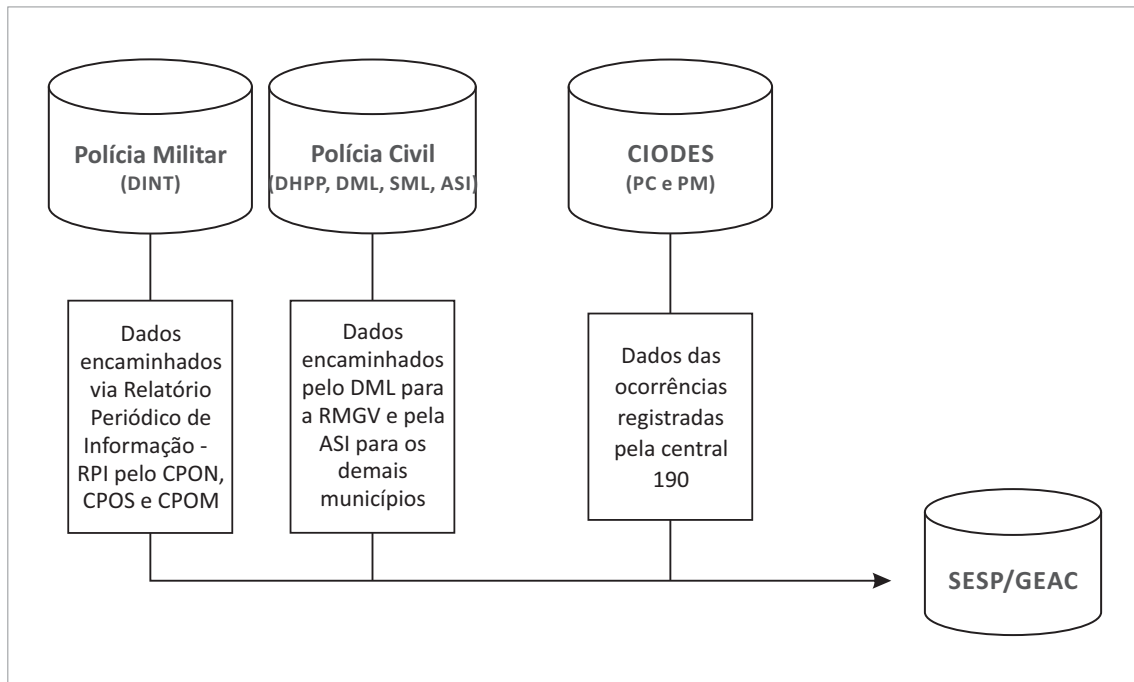 Polícia Militar
(DINT)
Polícia Civil
(DHPP, DML, SML, ASI)
CIODES
(PC e PM)
Dados
encaminhados
via Relatório
Periódico de
Informação -
RPI pelo CPON,
CPOS e CPOM
Dados
encaminhados
pelo DML para
a RMGV e pela
ASI para os
demais
municípios
Dados das
ocorrências
registradas
pela central
190
SESP/GEAC